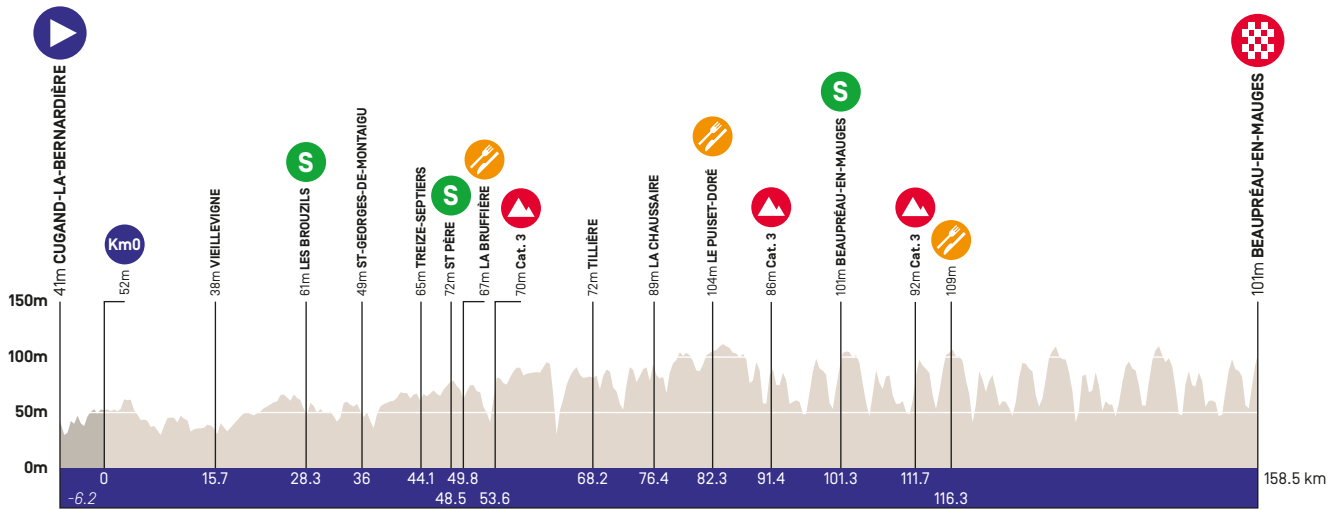 41m CUGAND-LA-BERNARDIÈRE
Km0
52m
38m VIEILLEVIGNE
S
61m LES BROUZILS
49m ST-GEORGES-DE-MONTAIGU
65m TREIZE-SEPTIERS
S
72m ST PÈRE
67m LA BRUFFIÈRE
70m Cat. 3
72m TILLIÈRE
89m LA CHAUSSAIRE
104m LE PUISET-DORÉ
86m Cat. 3
S
101m BEAUPRÉAU-EN-MAUGES
92m Cat. 3
109m
101m BEAUPRÉAU-EN-MAUGES
150m
100m
50m
0m
0 15.7 28.3 36 44.1 49.8 68.2 76.4 82.3 91.4 101.3 111.7 158.5 km
-6.2 48.5 53.6 116.3